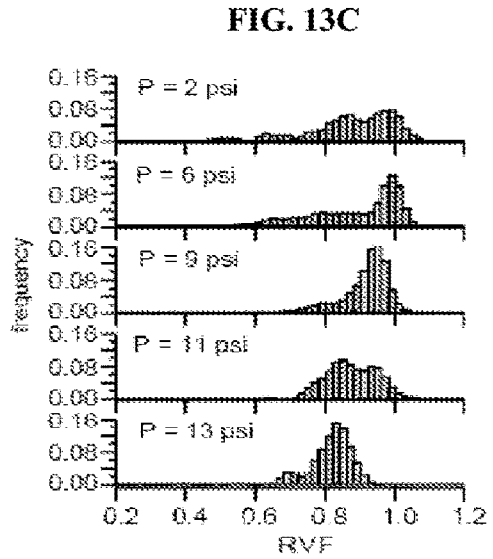 FIG. 13C
0.16
0.08
0.00
P = 2 psi
0.16
0.08
0.00
P = 6 psi
0.16
0.08
0.00
P = 9 psi
0.16
0.08
0.00
P = 11 psi
0.16
0.08
0.00
P = 13 psi
frequency
0.2 0.4 0.6 0.8 1.0 1.2
RVF